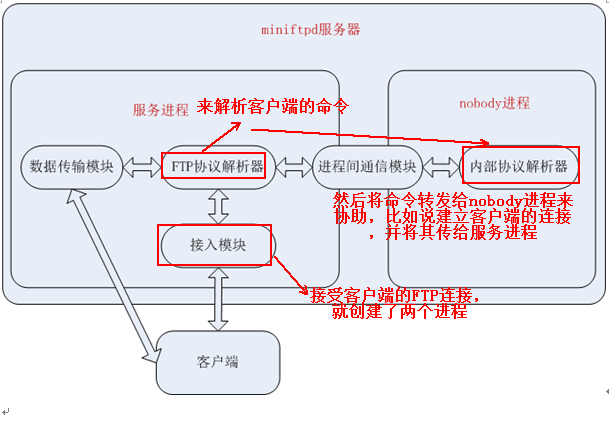 miniftpd服务器
服务进程
来解析客户端的命令
nobody进程
数据传输模块
FTP协议解析器
进程间通信模块
内部协议解析器
然后将命令转发给nobody进程来
协助，比如说建立客户端的连接
，并将其传给服务进程
接入模块
接受客户端的FTP连接，
就创建了两个进程
客户端